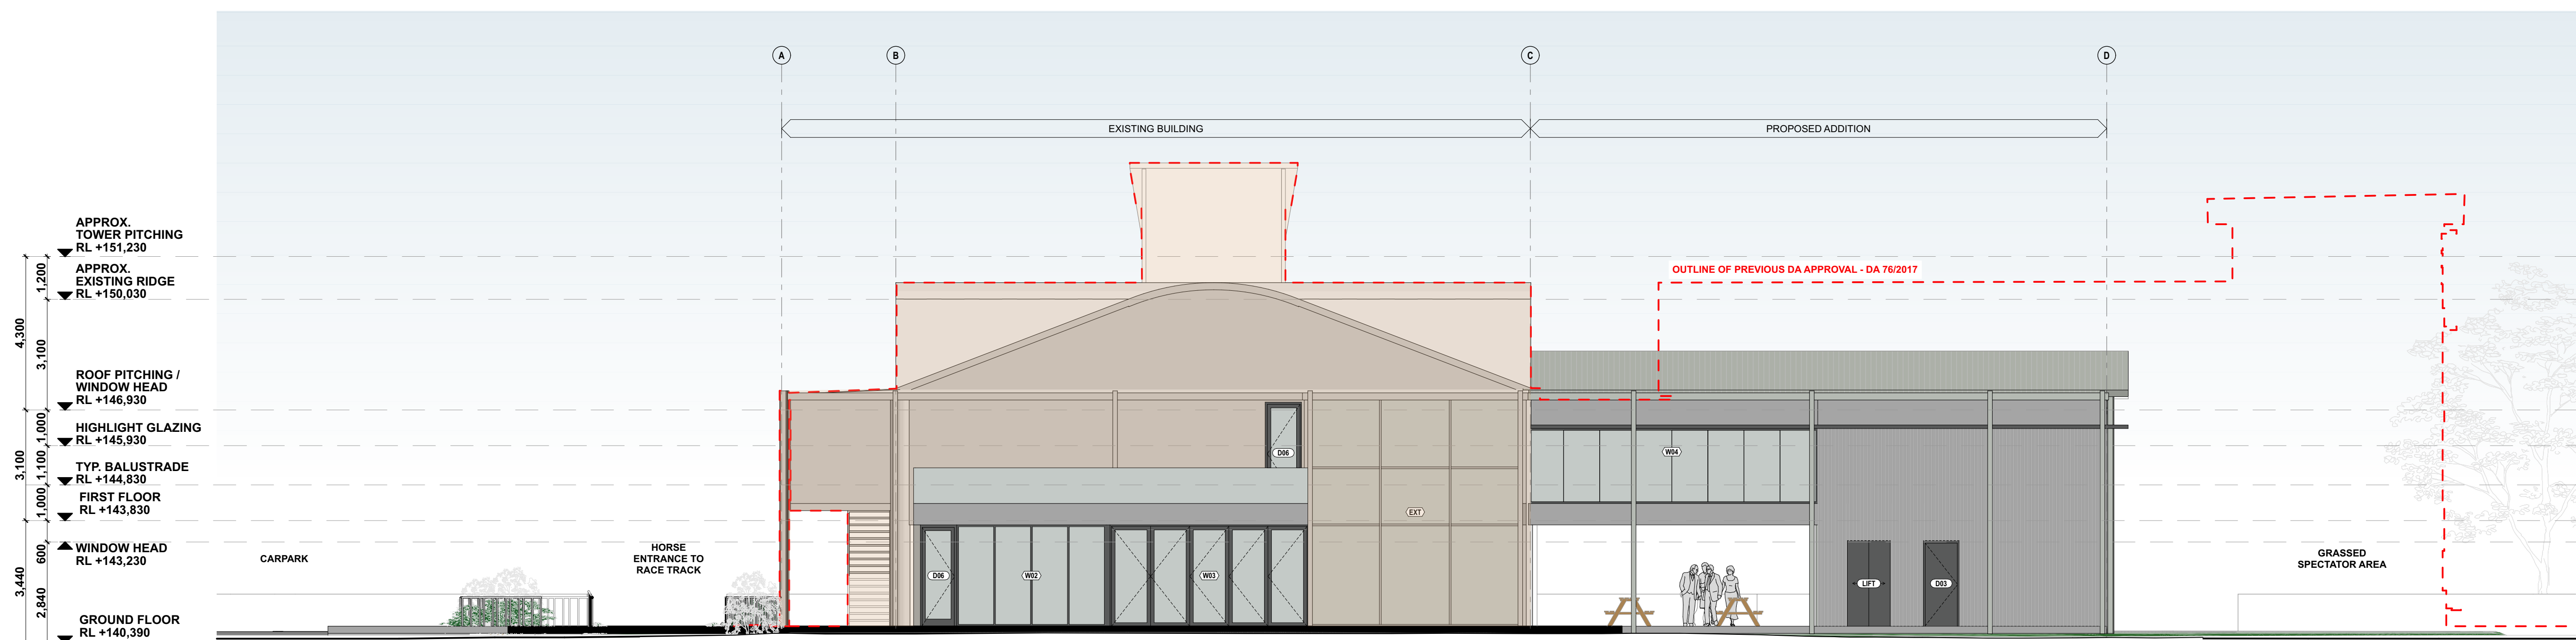 A
B
C
D
EXISTING BUILDING
PROPOSED ADDITION
APPROX.
TOWER PITCHING
RL +151,230
1,200
APPROX.
EXISTING RIDGE
RL +150,030
OUTLINE OF PREVIOUS DA APPROVAL - DA 76/2017
4,300
3,100
ROOF PITCHING /
WINDOW HEAD
RL +146,930
1,000
HIGHLIGHT GLAZING
RL +145,930
3,100
1,100
TYP. BALUSTRADE
RL +144,830
1,000
FIRST FLOOR
RL +143,830
D06
W04
EXT
600
WINDOW HEAD
RL +143,230
CARPARK
HORSE
ENTRANCE TO
RACE TRACK
D06
W02
W03
LIFT
D03
GRASSED
SPECTATOR AREA
3,440
2,840
GROUND FLOOR
RL +140,390